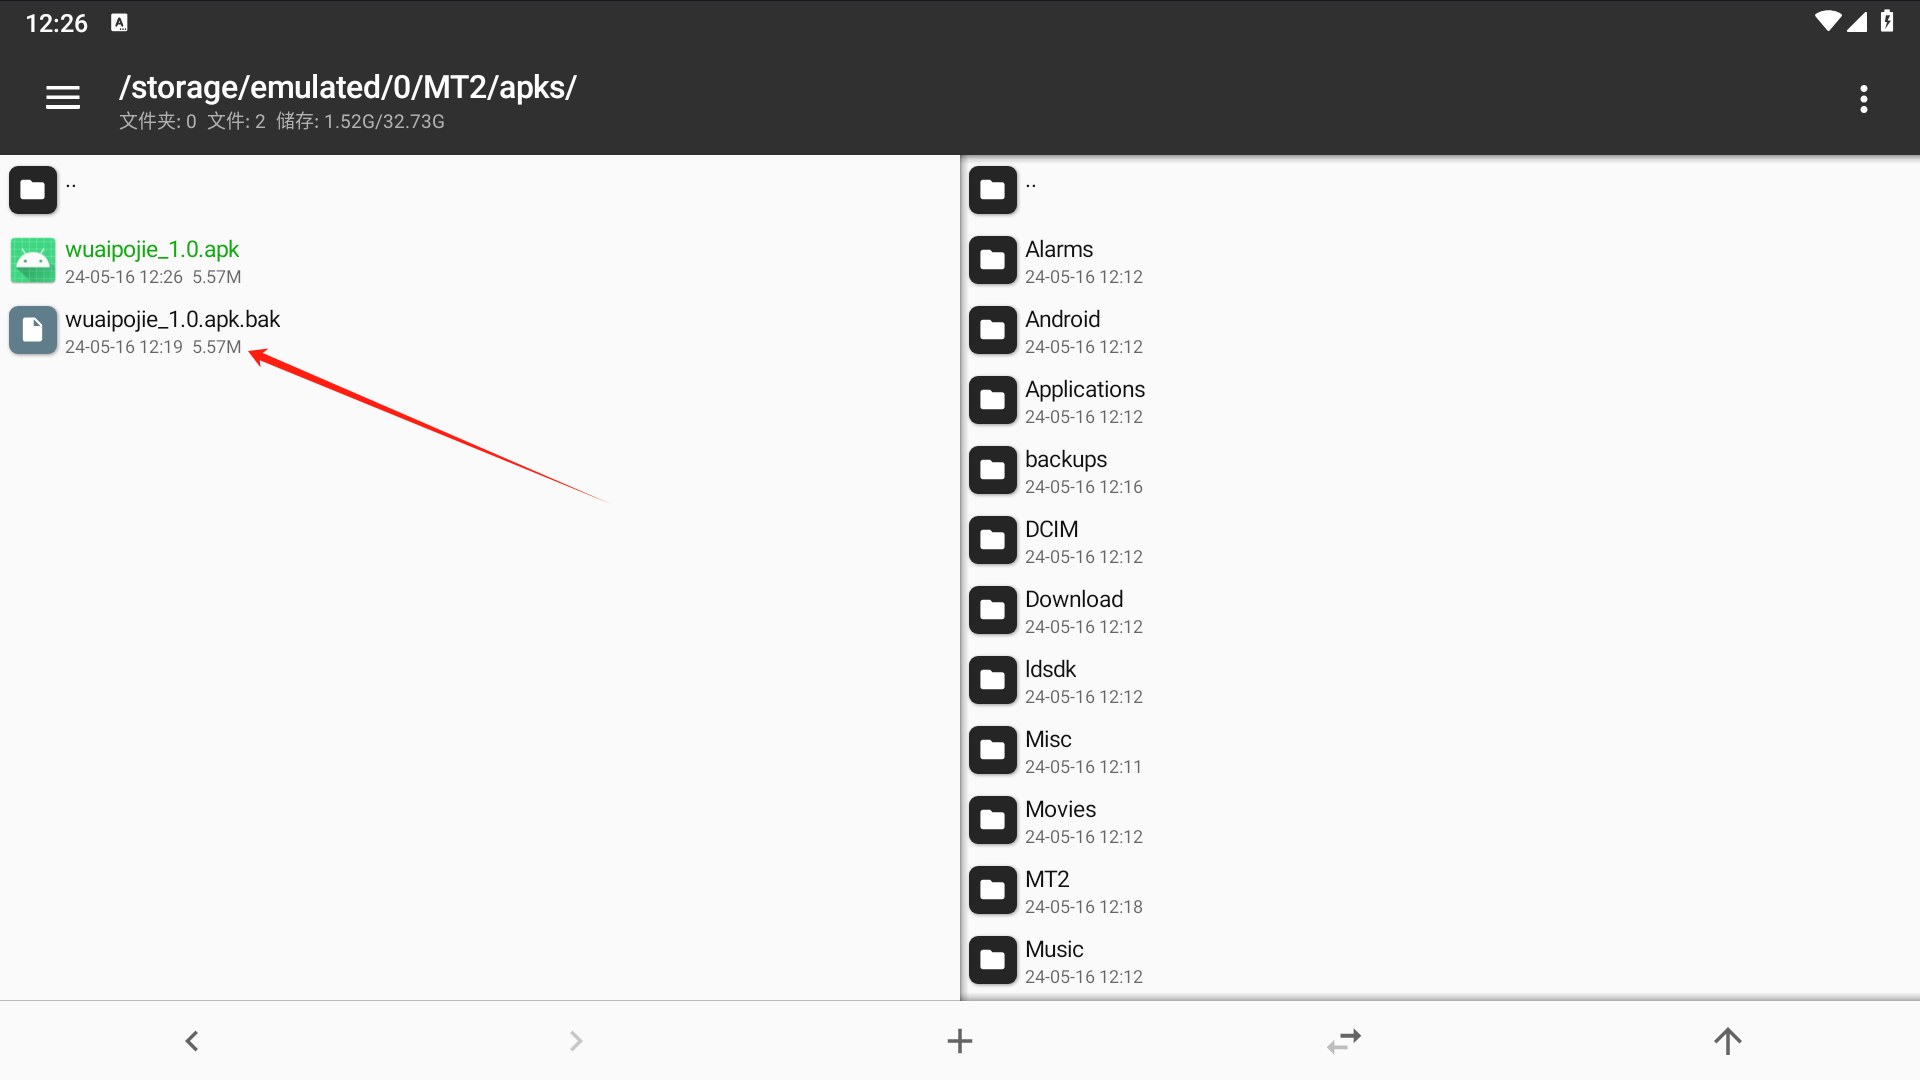 12:26
/storage/emulated/0/MT2/apks/
文件夹: 0 文件: 2 储存: 1.52G/32.73G
..
wuaipojie_1.0.apk
24-05-16 12:26 5.57M
wuaipojie_1.0.apk.bak
24-05-16 12:19 5.57M
..
Alarms
24-05-16 12:12
Android
24-05-16 12:12
Applications
24-05-16 12:12
backups
24-05-16 12:16
DCIM
24-05-16 12:12
Download
24-05-16 12:12
ldsdk
24-05-16 12:12
Misc
24-05-16 12:11
Movies
24-05-16 12:12
MT2
24-05-16 12:18
Music
24-05-16 12:12